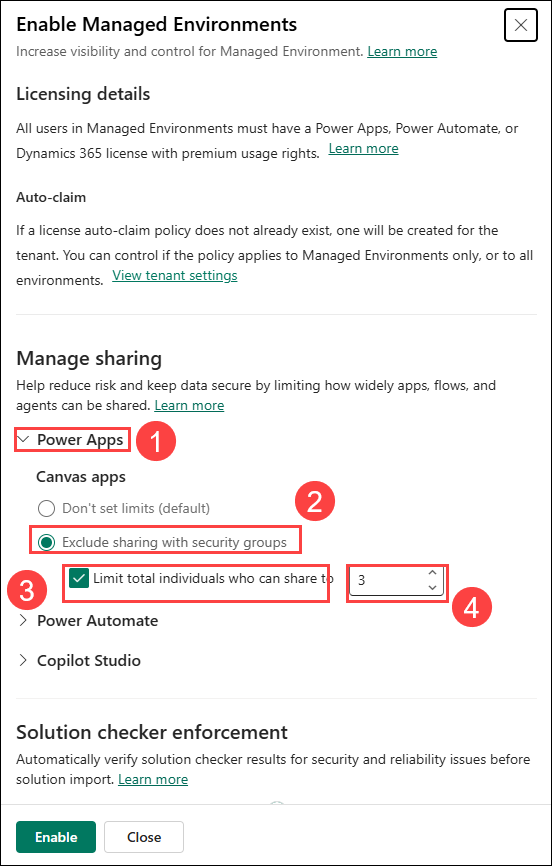 Enable Managed Environments
Increase visibility and control for Managed Environment. Learn more
Licensing details
All users in Managed Environments must have a Power Apps, Power Automate, or
Dynamics 365 license with premium usage rights. Learn more
Auto-claim
If a license auto-claim policy does not already exist, one will be created for the
tenant. You can control if the policy applies to Managed Environments only, or to all
environments. View tenant settings
Manage sharing
Help reduce risk and keep data secure by limiting how widely apps, flows, and
agents can be shared. Learn more
Power Apps 1
Canvas apps
Don't set limits (default) 2
Exclude sharing with security groups
3 Limit total individuals who can share to 3
4
Power Automate
Copilot Studio
Solution checker enforcement
Automatically verify solution checker results for security and reliability issues before
solution import. Learn more
Enable Close